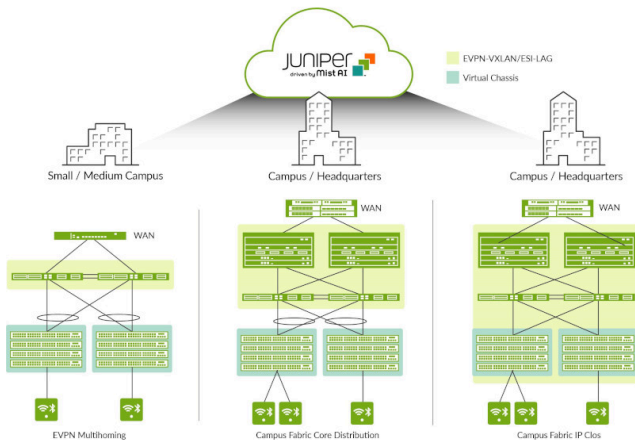 JUNIPER
driven by Mist AI
EVPN-VXLAN/ESI-LAG
Virtual Chassis
Small / Medium Campus
Campus / Headquarters
Campus / Headquarters
WAN
WAN
WAN
EVPN Multihoming
Campus Fabric Core Distribution
Campus Fabric IP Clos